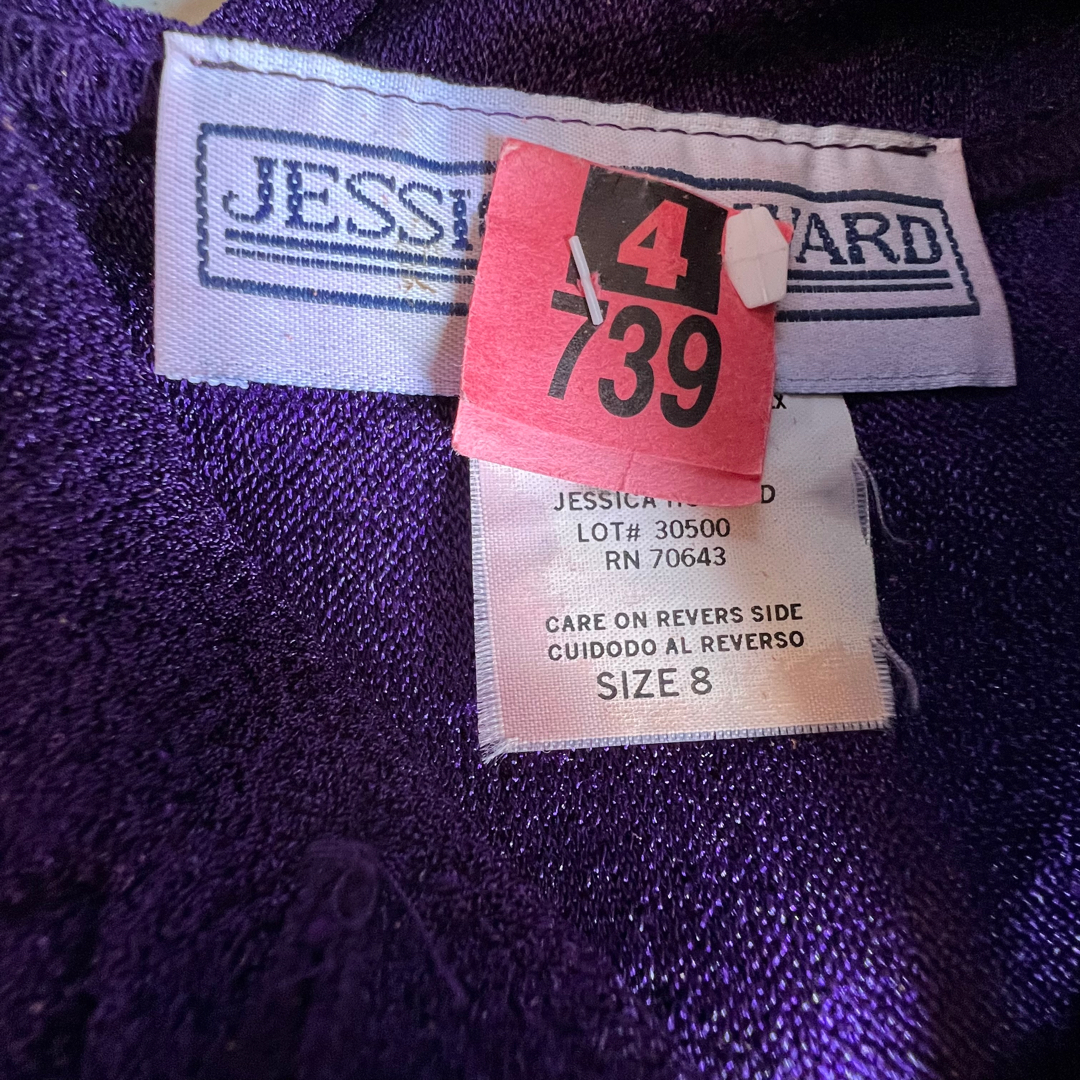 JESSI WARD
4
739
JESSICA H D
LOT# 30500
RN 70643
CARE ON REVERS SIDE
CUIDODO AL REVERSO
SIZE 8